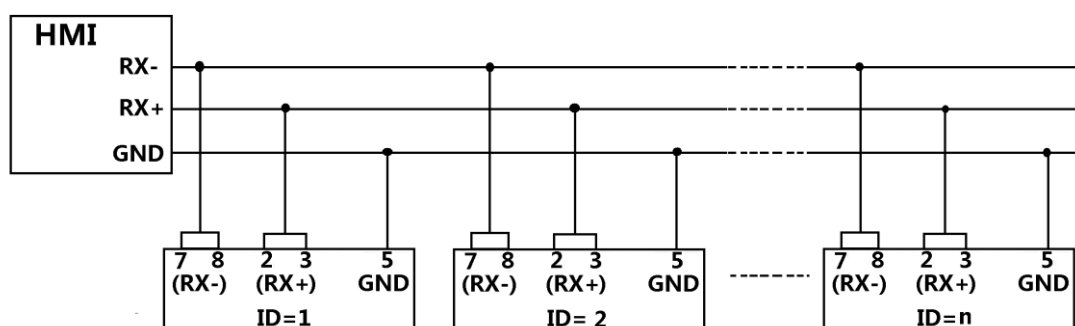 HMI
RX-
RX+
GND
7 8 2 3 5
(RX-) (RX+) GND
ID=1
7 8 2 3 5
(RX-) (RX+) GND
ID= 2
7 8 2 3 5
(RX-) (RX+) GND
ID=n